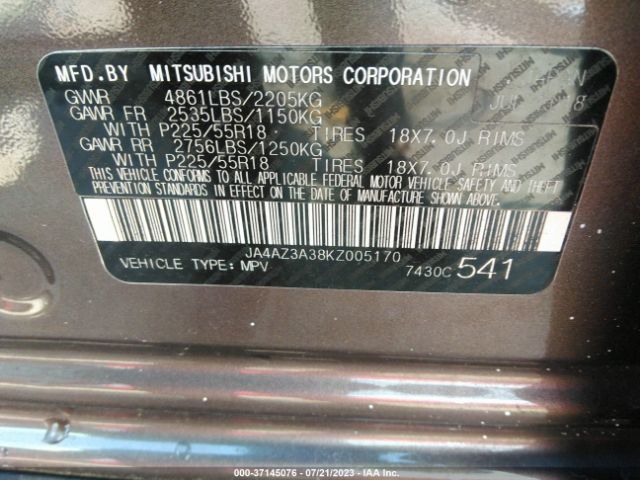 MFD.BY MITSUBISHI MOTORS CORPORATION
GWWR 4861LBS/2205KG
GAWR FR 2535LBS/1150KG
WITH P225/55R18 TIRES 18X7.0J RIMS
GAWR RR 2756LBS/1250KG
WITH P225/55R18 TIRES 18X7.0J RIMS
THIS VEHICLE CONFORMS TO ALL APPLICABLE FEDERAL MOTOR VEHICLE SAFETY AND THEFT
PREVENTION STANDARDS IN EFFECT ON THE DATE OF MANUFACTURE SHOWN ABOVE.
JA4AZ3A38KZ005170
VEHICLE TYPE: MPV 7430C 541
000-37145076 / 07/21/2023 - IAA Inc.